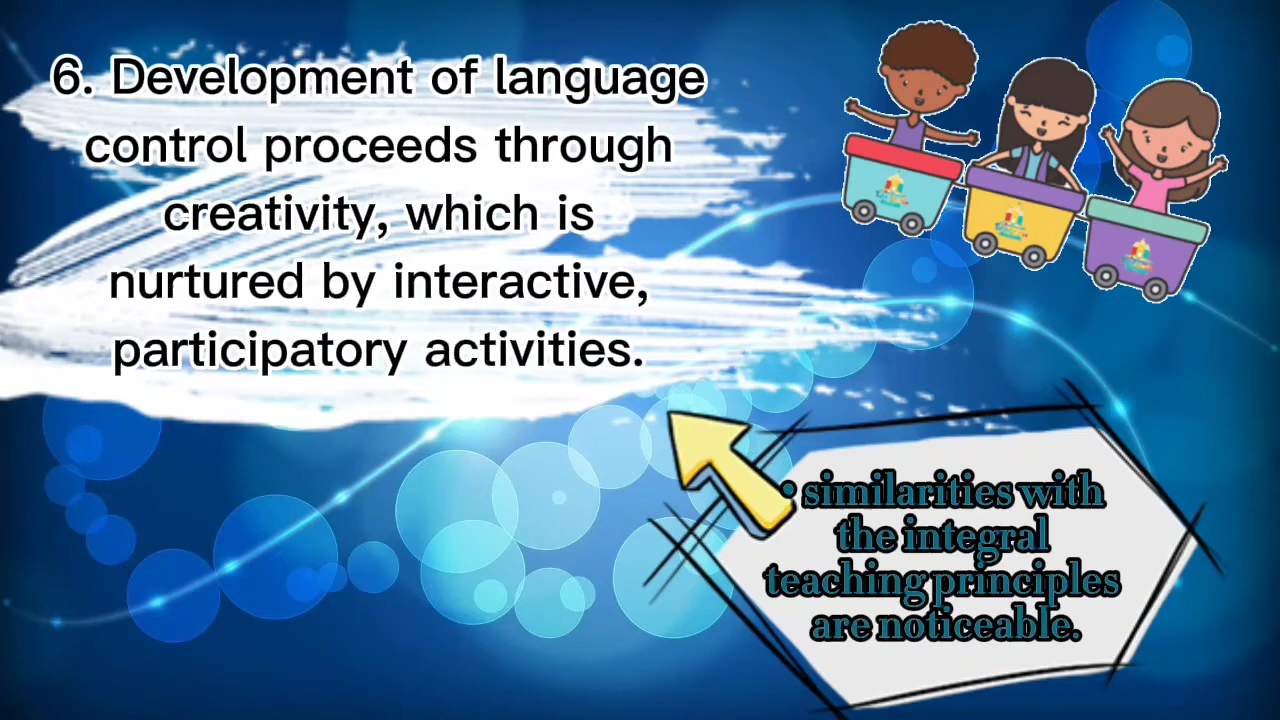 6. Development of language
control proceeds through
creativity, which is
nurtured by interactive,
participatory activities.
• similarities with
the integral
teaching principles
are noticeable.